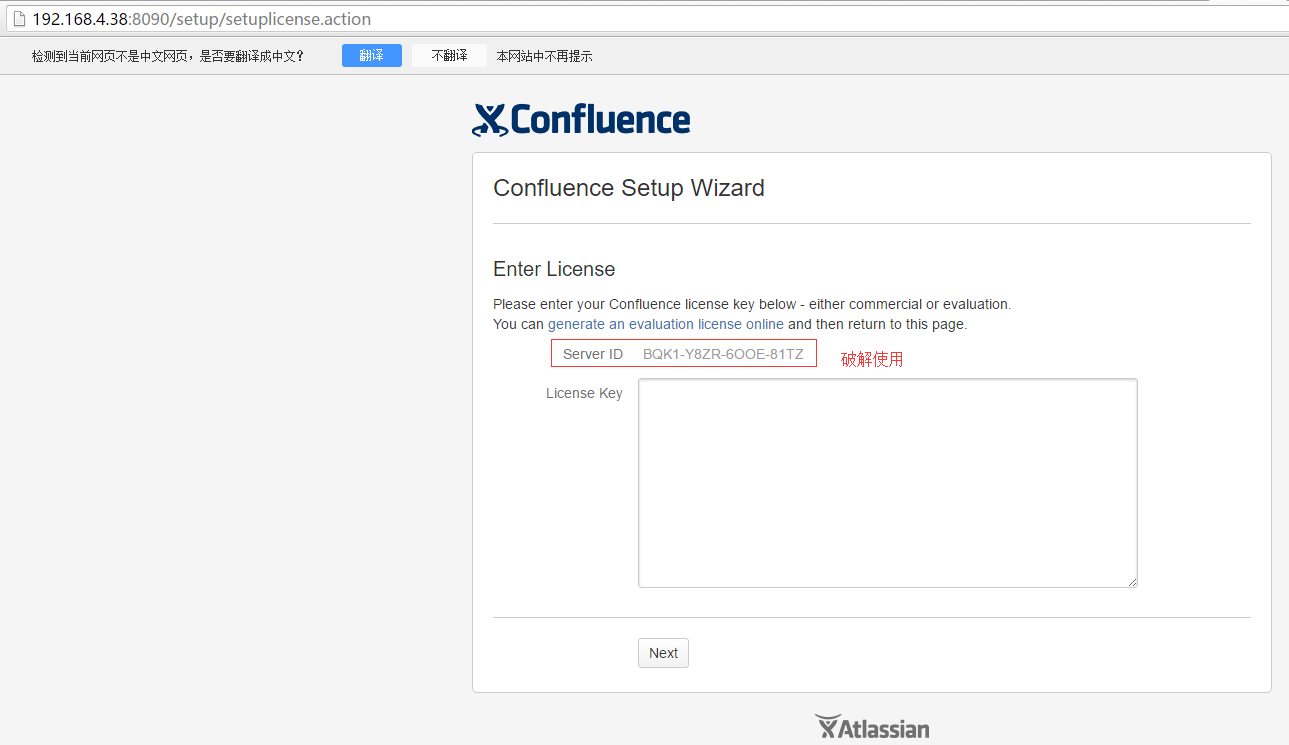 192.168.4.38:8090/setup/setuplicense.action
检测到当前网页不是中文网页，是否要翻译成中文？ 翻译 不翻译 本网站中不再提示
Confluence
Confluence Setup Wizard
Enter License
Please enter your Confluence license key below - either commercial or evaluation.
You can generate an evaluation license online and then return to this page.
Server ID BQK1-Y8ZR-6OOE-81TZ 破解使用
License Key
Next
Atlassian